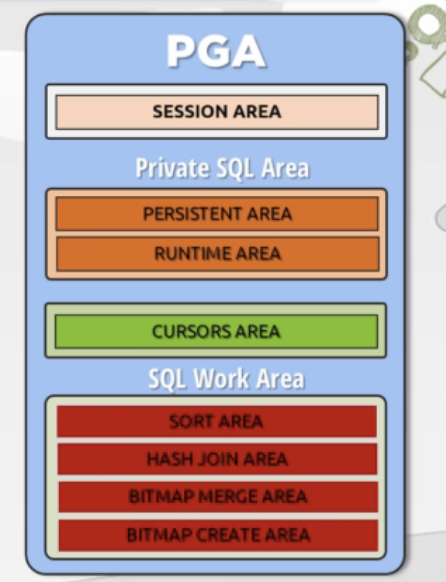 PGA
SESSION AREA
Private SQL Area
PERSISTENT AREA
RUNTIME AREA
CURSORS AREA
SQL Work Area
SORT AREA
HASH JOIN AREA
BITMAP MERGE AREA
BITMAP CREATE AREA